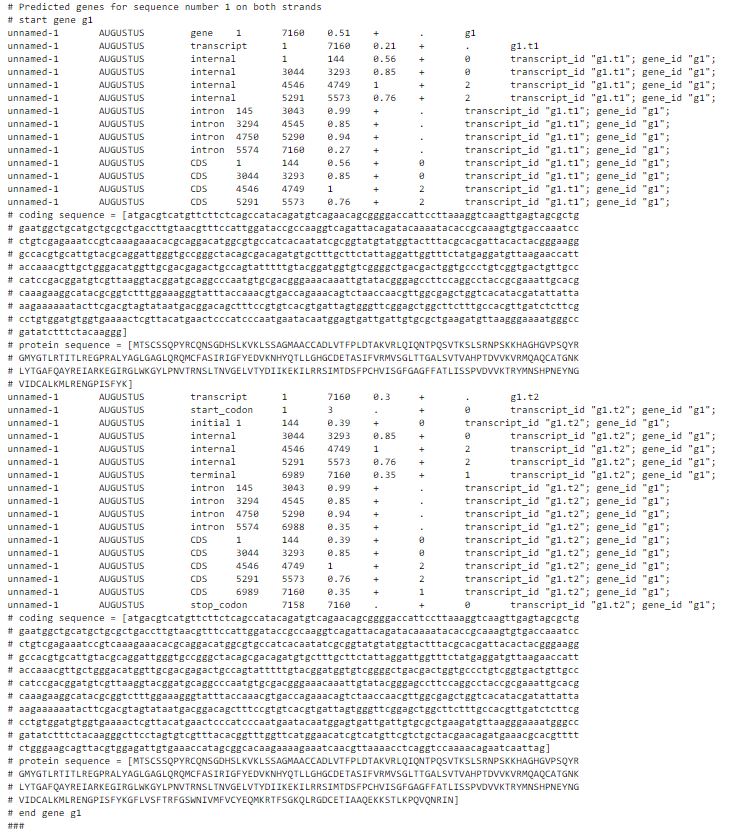 # Predicted genes for sequence number 1 on both strands
# start gene g1
unnamed-1 AUGUSTUS gene 1 7160 0.51 + . g1
unnamed-1 AUGUSTUS transcript 1 7160 0.21 + . g1.t1
unnamed-1 AUGUSTUS internal 1 144 0.56 + 0 transcript_id "g1.t1"; gene_id "g1";
unnamed-1 AUGUSTUS internal 3044 3293 0.85 + 0 transcript_id "g1.t1"; gene_id "g1";
unnamed-1 AUGUSTUS internal 4546 4749 1 + 2 transcript_id "g1.t1"; gene_id "g1";
unnamed-1 AUGUSTUS internal 5291 5573 0.76 + 2 transcript_id "g1.t1"; gene_id "g1";
unnamed-1 AUGUSTUS intron 145 3043 0.99 + . transcript_id "g1.t1"; gene_id "g1";
unnamed-1 AUGUSTUS intron 3294 4545 0.85 + . transcript_id "g1.t1"; gene_id "g1";
unnamed-1 AUGUSTUS intron 4750 5290 0.94 + . transcript_id "g1.t1"; gene_id "g1";
unnamed-1 AUGUSTUS intron 5574 7160 0.27 + . transcript_id "g1.t1"; gene_id "g1";
unnamed-1 AUGUSTUS CDS 1 144 0.56 + 0 transcript_id "g1.t1"; gene_id "g1";
unnamed-1 AUGUSTUS CDS 3044 3293 0.85 + 0 transcript_id "g1.t1"; gene_id "g1";
unnamed-1 AUGUSTUS CDS 4546 4749 1 + 2 transcript_id "g1.t1"; gene_id "g1";
unnamed-1 AUGUSTUS CDS 5291 5573 0.76 + 2 transcript_id "g1.t1"; gene_id "g1";
# coding sequence = [atgacgtcatgttcttctcagccatacagatgtcagaacagcggggaccattccttaaaggtcaagttgagtagcgctg
# gaatggctgcatgctgcgctgaccttgtaacgtttccattggataccgccaaggtcagattacagatacaaaatacaccgcaaagtgtgaccaaatcc
# ctgtcgagaaatccgtcaaagaaacacgcaggacatggcgtgccatcacaatatcgcggtatgtatggtactttacgcacgattacactactgggaagg
# gccacgtgcattgtacgcaggattgggtgccgggctacagcgacagatgtgctttgcttctattaggattggtttctatgaggatgttaagaaccatt
# accaaacgttgctgggacatggttgcgacgagactgccagtatttttgtacggatggtgtcggggctgacgactggtgccctgtcggtgactgttgcc
# catccgacggatgtcgttaaggtacggatgcaggcccaatgtgcgacgggaaacaaattgtatacgggagccttccaggcctaccgcgaaattgcacg
# caaagaaggcatacgcggtctttggaaagggtatttaccaaacgtgaccagaaacagtctaaccaacgttggcgagctggtcacatacgatattatta
# aagaaaaaatacttcgacgtagtataatgacggacagctttccgtgtcacgtgattagtgggttcggagctggcttctttgccacgttgatctcttcg
# cctgtggatgtggtgaaaactcgttacatgaactcccatcccaatgaatacaatggagtgattgattgtgcgctgaagatgttaagggaaaatgggcc
# gatatctttctacaaggg]
# protein sequence = [MTSCSSQPYRCQNSGDHSLKVKLSSAGMAACCADLVTFPLDTAKVRLQIQNTPQSVTKSLSRNPSKKHAGHGVPSQYR
# GMYGTLRTITLLREGPRALYAGLGAGLQRQMCFASIRIGFYEDVKNHYQTLLGHGCDETASIFVRMVSGLTTGALSVTVAHPTDVVKVRMQAQCATGNK
# LYTGAFQAYREIARKEGIRGLWKGYLPNVTRNSLTNVGELVTYDIIKEKILRRSIMTDSFPCHVISGFGAGFFATLISSPVDVVKTRYMNSHPNEYNG
# VIDCALKMLRENGPISFYK]
unnamed-1 AUGUSTUS transcript 1 7160 0.3 + . g1.t2
unnamed-1 AUGUSTUS start_codon 1 3 . + 0 transcript_id "g1.t2"; gene_id "g1";
unnamed-1 AUGUSTUS initial 1 144 0.39 + 0 transcript_id "g1.t2"; gene_id "g1";
unnamed-1 AUGUSTUS internal 3044 3293 0.85 + 0 transcript_id "g1.t2"; gene_id "g1";
unnamed-1 AUGUSTUS internal 4546 4749 1 + 2 transcript_id "g1.t2"; gene_id "g1";
unnamed-1 AUGUSTUS internal 5291 5573 0.76 + 2 transcript_id "g1.t2"; gene_id "g1";
unnamed-1 AUGUSTUS terminal 6989 7160 0.35 + 1 transcript_id "g1.t2"; gene_id "g1";
unnamed-1 AUGUSTUS intron 145 3043 0.99 + . transcript_id "g1.t2"; gene_id "g1";
unnamed-1 AUGUSTUS intron 3294 4545 0.85 + . transcript_id "g1.t2"; gene_id "g1";
unnamed-1 AUGUSTUS intron 4750 5290 0.94 + . transcript_id "g1.t2"; gene_id "g1";
unnamed-1 AUGUSTUS intron 5574 6988 0.35 + . transcript_id "g1.t2"; gene_id "g1";
unnamed-1 AUGUSTUS CDS 1 144 0.39 + 0 transcript_id "g1.t2"; gene_id "g1";
unnamed-1 AUGUSTUS CDS 3044 3293 0.85 + 0 transcript_id "g1.t2"; gene_id "g1";
unnamed-1 AUGUSTUS CDS 4546 4749 1 + 2 transcript_id "g1.t2"; gene_id "g1";
unnamed-1 AUGUSTUS CDS 5291 5573 0.76 + 2 transcript_id "g1.t2"; gene_id "g1";
unnamed-1 AUGUSTUS CDS 6989 7160 0.35 + 1 transcript_id "g1.t2"; gene_id "g1";
unnamed-1 AUGUSTUS stop_codon 7158 7160 . + 0 transcript_id "g1.t2"; gene_id "g1";
# coding sequence = [atgacgtcatgttcttctcagccatacagatgtcagaacagcggggaccattccttaaaggtcaagttgagtagcgctg
# gaatggctgcatgctgcgctgaccttgtaacgtttccattggataccgccaaggtcagattacagatacaaaatacaccgcaaagtgtgaccaaatcc
# ctgtcgagaaatccgtcaaagaaacacgcaggacatggcgtgccatcacaatatcgcggtatgtatggtactttacgcacgattacactactgggaagg
# gccacgtgcattgtacgcaggattgggtgccgggctacagcgacagatgtgctttgcttctattaggattggtttctatgaggatgttaagaaccatt
# accaaacgttgctgggacatggttgcgacgagactgccagtatttttgtacggatggtgtcggggctgacgactggtgccctgtcggtgactgttgcc
# catccgacggatgtcgttaaggtacggatgcaggcccaatgtgcgacgggaaacaaattgtatacgggagccttccaggcctaccgcgaaattgcacg
# caaagaaggcatacgcggtctttggaaagggtatttaccaaacgtgaccagaaacagtctaaccaacgttggcgagctggtcacatacgatattatta
# aagaaaaaatacttcgacgtagtataatgacggacagctttccgtgtcacgtgattagtgggttcggagctggcttctttgccacgttgatctcttcg
# cctgtggatgtggtgaaaactcgttacatgaactcccatcccaatgaatacaatggagtgattgattgtgcgctgaagatgttaagggaaaatgggcc
# gatatctttctacaagggcttcctagtgtcgtttacacggtttggttcgaacatcgtcatgttcgtctgctacgaacagatgaaacgcacgtttt
# ctgggaagcagttacgtggagattgtgaaaccatagcggcacaagaaaagaaatcaacgttaaaacctcaggtccaaaacagaatcaattag]
# protein sequence = [MTSCSSQPYRCQNSGDHSLKVKLSSAGMAACCADLVTFPLDTAKVRLQIQNTPQSVTKSLSRNPSKKHAGHGVPSQYR
# GMYGTLRTITLLREGPRALYAGLGAGLQRQMCFASIRIGFYEDVKNHYQTLLGHGCDETASIFVRMVSGLTTGALSVTVAHPTDVVKVRMQAQCATGNK
# LYTGAFQAYREIARKEGIRGLWKGYLPNVTRNSLTNVGELVTYDIIKEKILRRSIMTDSFPCHVISGFGAGFFATLISSPVDVVKTRYMNSHPNEYNG
# VIDCALKMLRENGPISFYKGFLVSFTRFGSWNIVMFVCYEQMKRTFSGKQLRGDCETIAAQEKKSTLKPQVQNRIN]
# end gene g1
###